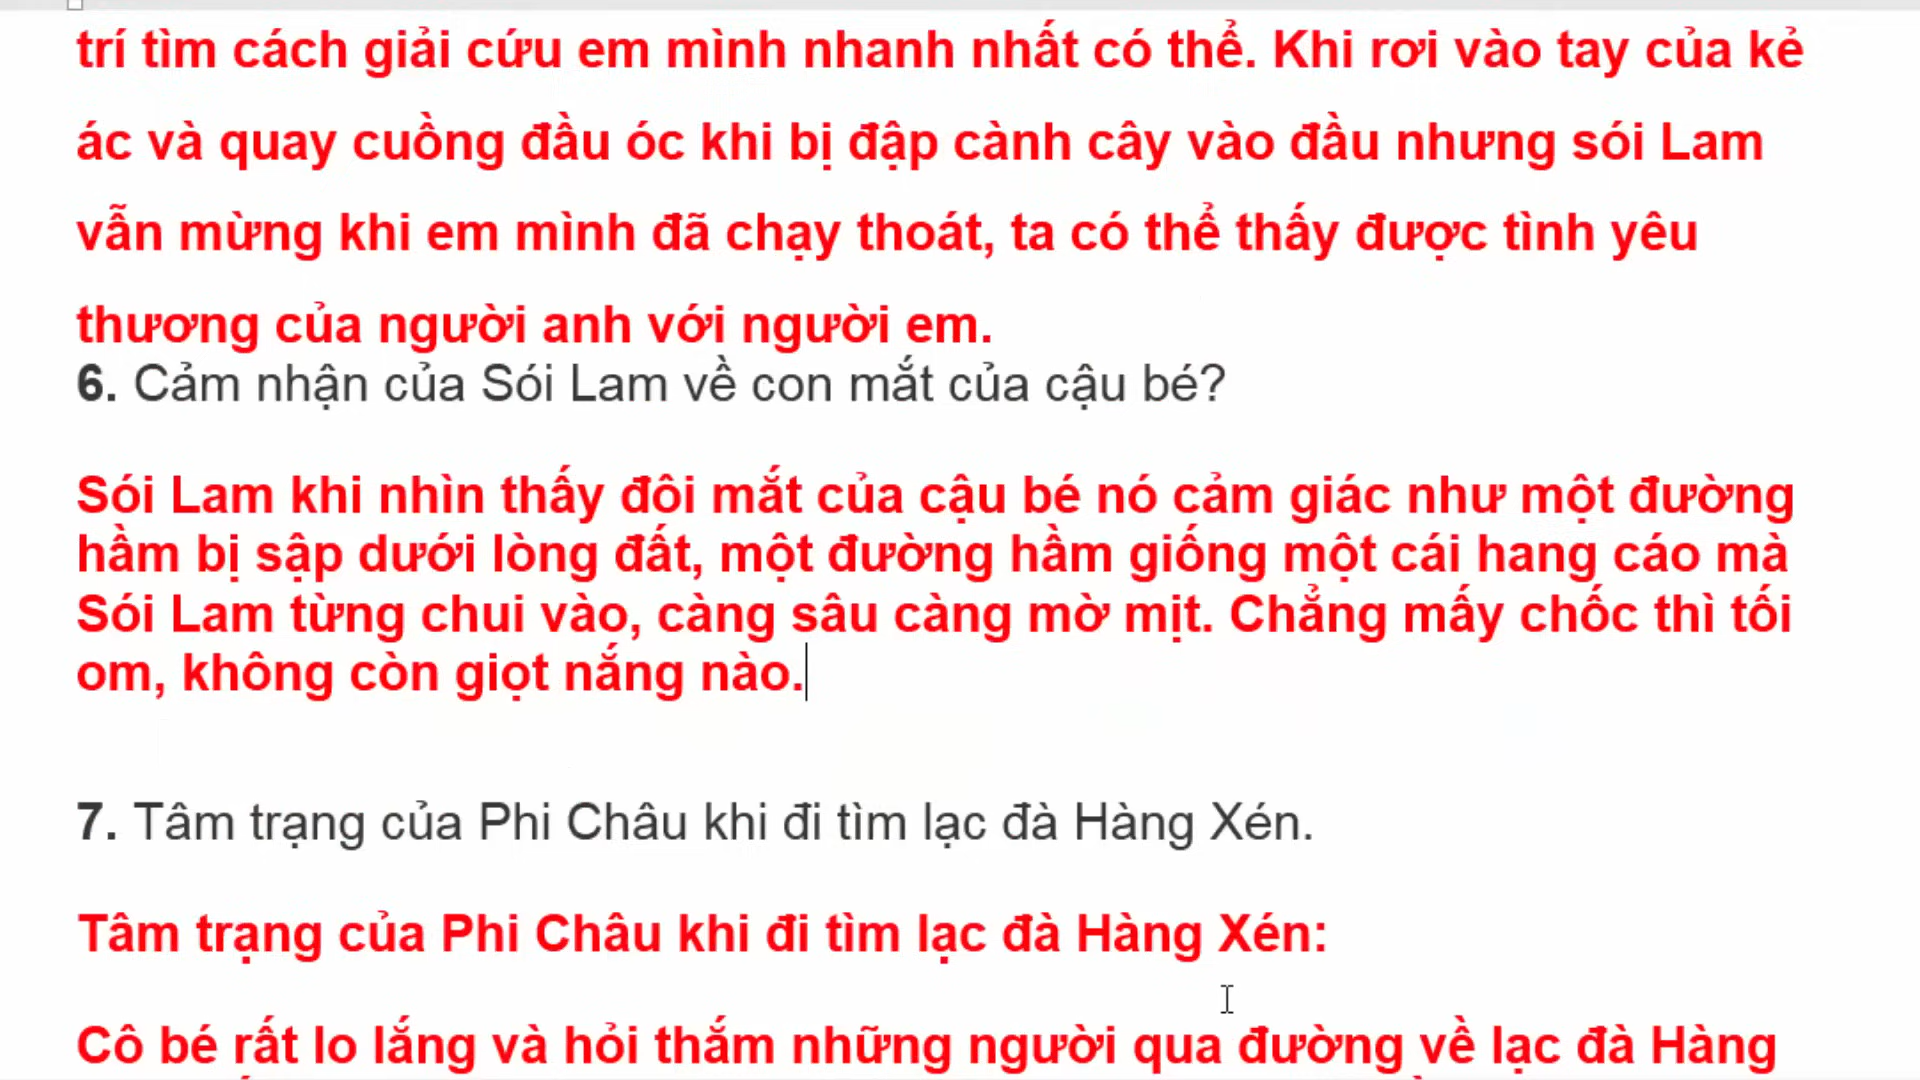 trí tìm cách giải cứu em mình nhanh nhất có thể. Khi rơi vào tay của kẻ
ác và quay cuồng đầu óc khi bị đập cành cây vào đầu nhưng sói Lam
vẫn mừng khi em mình đã chạy thoát, ta có thể thấy được tình yêu
thương của người anh với người em.
6. Cảm nhận của Sói Lam về con mắt của cậu bé?
Sói Lam khi nhìn thấy đôi mắt của cậu bé nó cảm giác như một đường
hầm bị sập dưới lòng đất, một đường hầm giống một cái hang cáo mà
Sói Lam từng chui vào, càng sâu càng mờ mịt. Chẳng mấy chốc thì tối
om, không còn giọt nắng nào.
7. Tâm trạng của Phi Châu khi đi tìm lạc đà Hàng Xén.
Tâm trạng của Phi Châu khi đi tìm lạc đà Hàng Xén:
Cô bé rất lo lắng và hỏi thắm những người qua đường về lạc đà Hàng